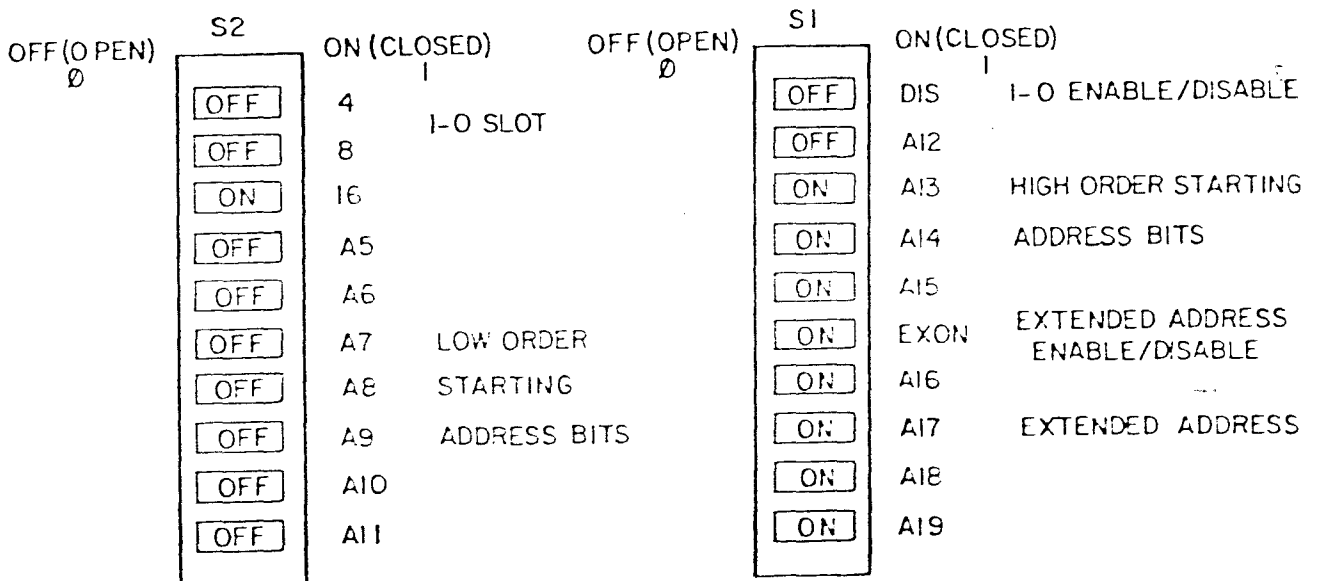 S2
OFF (OPEN) ON (CLOSED)
Ø 1
OFF 4
I-O SLOT
OFF 8
ON 16
OFF A5
OFF A6
OFF A7 LOW ORDER
OFF A8 STARTING
OFF A9 ADDRESS BITS
OFF A10
OFF A11
S1
OFF (OPEN) ON (CLOSED)
Ø 1
OFF DIS I-O ENABLE/DISABLE
OFF A12
ON A13 HIGH ORDER STARTING
ON A14 ADDRESS BITS
ON A15
ON EXON EXTENDED ADDRESS
ENABLE/DISABLE
ON A16
ON A17 EXTENDED ADDRESS
ON A18
ON A19